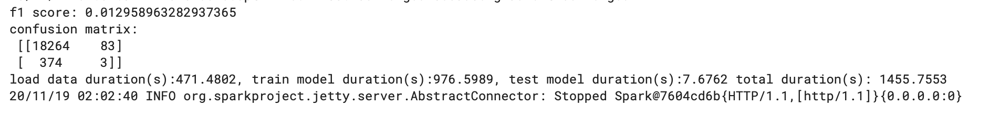 f1 score: 0.012958963282937365
confusion matrix:
[[18264 83]
[ 374 3]]
load data duration(s):471.4802, train model duration(s):976.5989, test model duration(s):7.6762 total duration(s): 1455.7553
20/11/19 02:02:40 INFO org.sparkproject.jetty.server.AbstractConnector: Stopped Spark@7604cd6b{HTTP/1.1,[http/1.1]}{0.0.0.0:0}